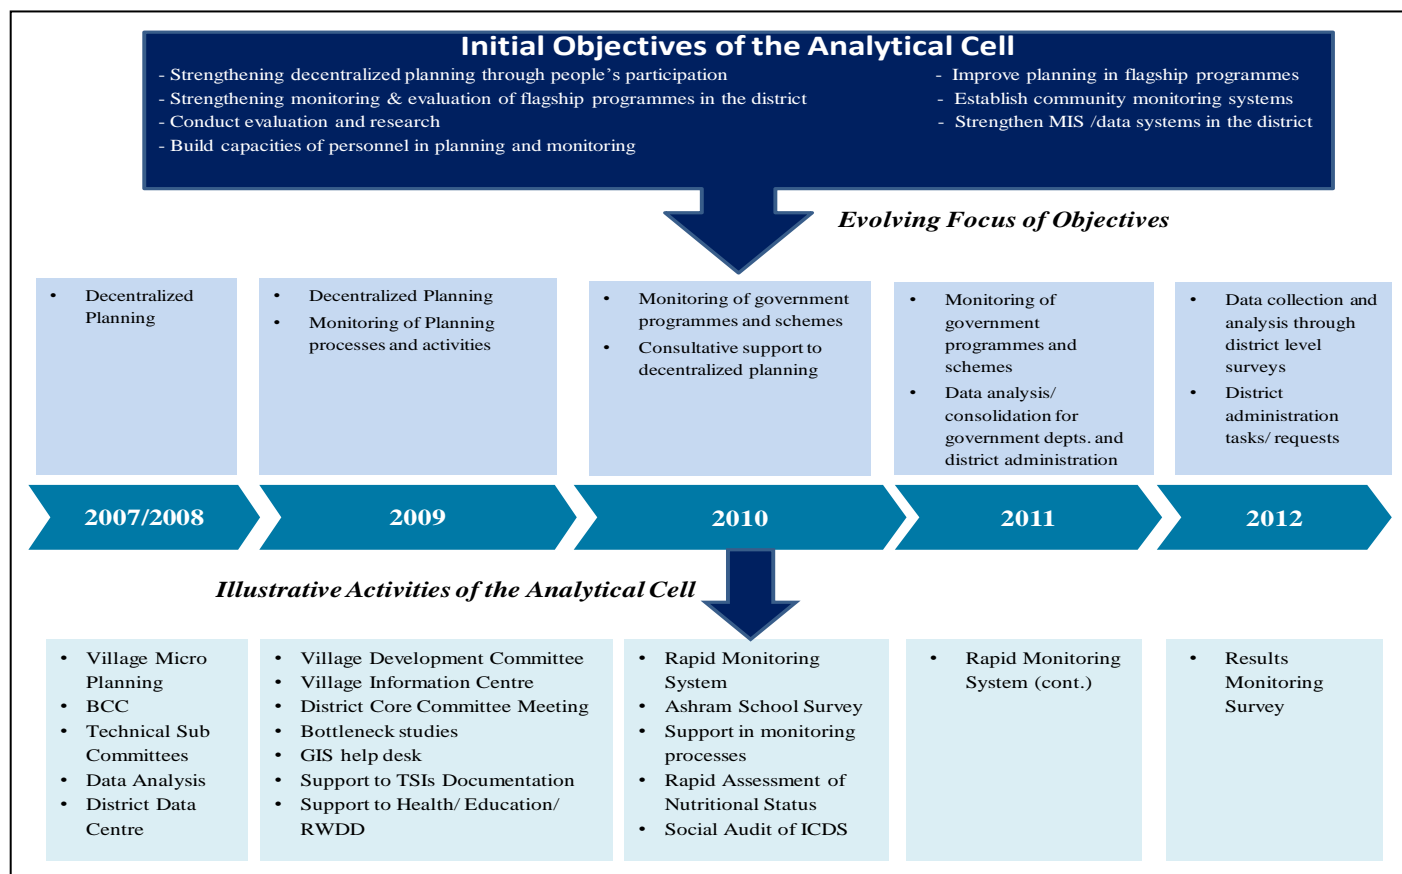 Initial Objectives of the Analytical Cell
- Strengthening decentralized planning through people's participation
- Strengthening monitoring & evaluation of flagship programmes in the district
- Conduct evaluation and research
- Build capacities of personnel in planning and monitoring
- Improve planning in flagship programmes
- Establish community monitoring systems
- Strengthen MIS /data systems in the district
Evolving Focus of Objectives
• Decentralized
Planning
• Decentralized Planning
• Monitoring of Planning
processes and activities
• Monitoring of government
programmes and schemes
• Consultative support to
decentralized planning
• Monitoring of
government
programmes and
schemes
• Data analysis/
consolidation for
government depts. and
district administration
• Data collection and
analysis through
district level
surveys
• District
administration
tasks/ requests
2007/2008
2009
2010
2011
2012
Illustrative Activities of the Analytical Cell
• Village Micro
Planning
• BCC
• Technical Sub
Committees
• Data Analysis
• District Data
Centre
• Village Development Committee
• Village Information Centre
• District Core Committee Meeting
• Bottleneck studies
• GIS help desk
• Support to TSIs Documentation
• Support to Health/ Education/
RWDD
• Rapid Monitoring
System
• Ashram School Survey
• Support in monitoring
processes
• Rapid Assessment of
Nutritional Status
• Social Audit of ICDS
• Rapid Monitoring
System (cont.)
• Results
Monitoring
Survey